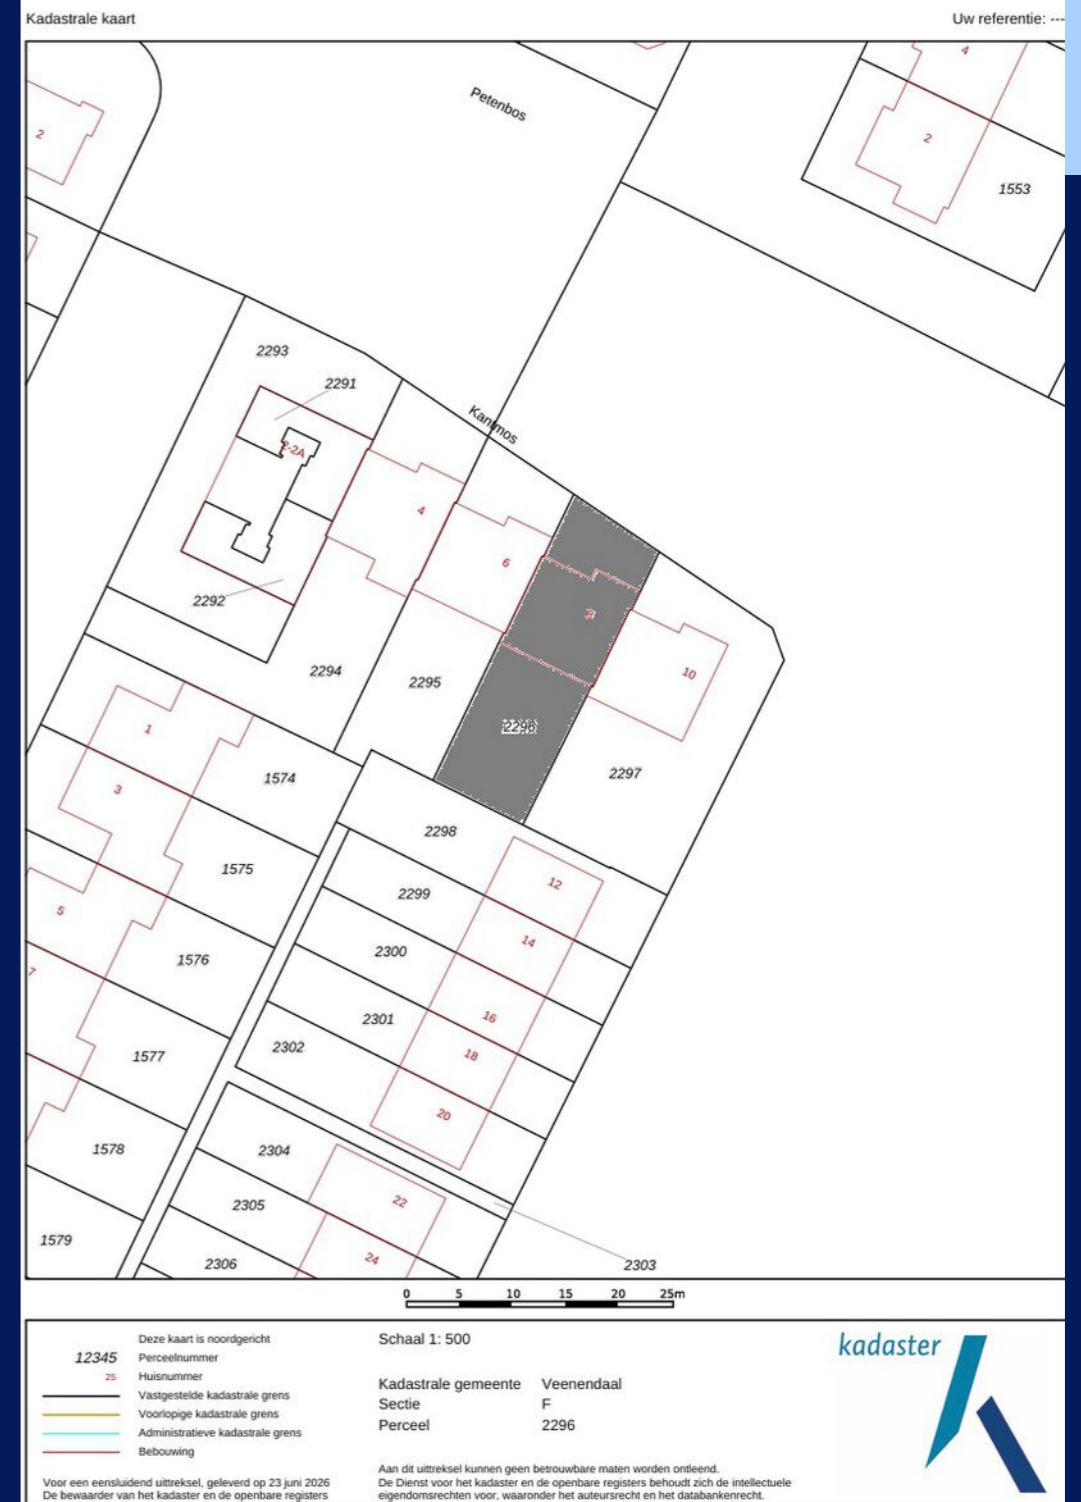 Kadastrale kaart
Uw referentie: ---
Petenbos
4
2
2
1553
2293
2291
Kantmos
2-2A
4
6
8
2292
10
2294
2295
2296
1
2297
1574
3
2298
1575
12
2299
5
14
2300
1576
7
16
2301
2302
18
1577
20
1578
2304
22
2305
1579
24
2306
2303
0 5 10 15 20 25m
Deze kaart is noordgericht
12345 Perceelnummer
25 Huisnummer
Vastgestelde kadastrale grens
Voorlopige kadastrale grens
Administratieve kadastrale grens
Bebouwing
Voor een eensluidend uittreksel, geleverd op 23 juni 2026
De bewaarder van het kadaster en de openbare registers
Schaal 1: 500
Kadastrale gemeente Veenendaal
Sectie F
Perceel 2296
Aan dit uittreksel kunnen geen betrouwbare maten worden ontleend.
De Dienst voor het kadaster en de openbare registers behoudt zich de intellectuele
eigendomsrechten voor, waaronder het auteursrecht en het databankenrecht.
kadaster